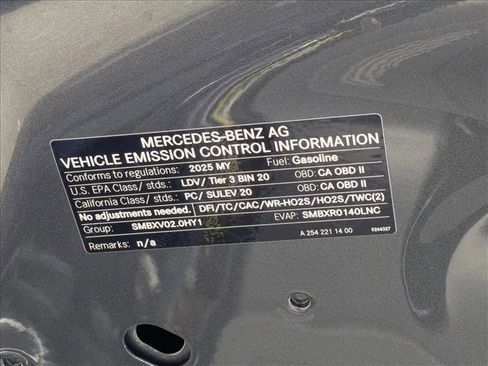 MERCEDES-BENZ AG
VEHICLE EMISSION CONTROL INFORMATION
Conforms to regulations: 2025 MY Fuel: Gasoline
U.S. EPA Class/ stds.: LDV/ Tier 3 BIN 20 OBD: CA OBD II
California Class/ stds.: PC/ SULEV 20 OBD: CA OBD II
No adjustments needed. DFI/TC/CAC/WR-HO2S/HO2S/TWC(2)
Group: SMBXV02.0HY1 EVAP: SMBXR0140LNC
Remarks: n/a A 254 221 14 00 9244327